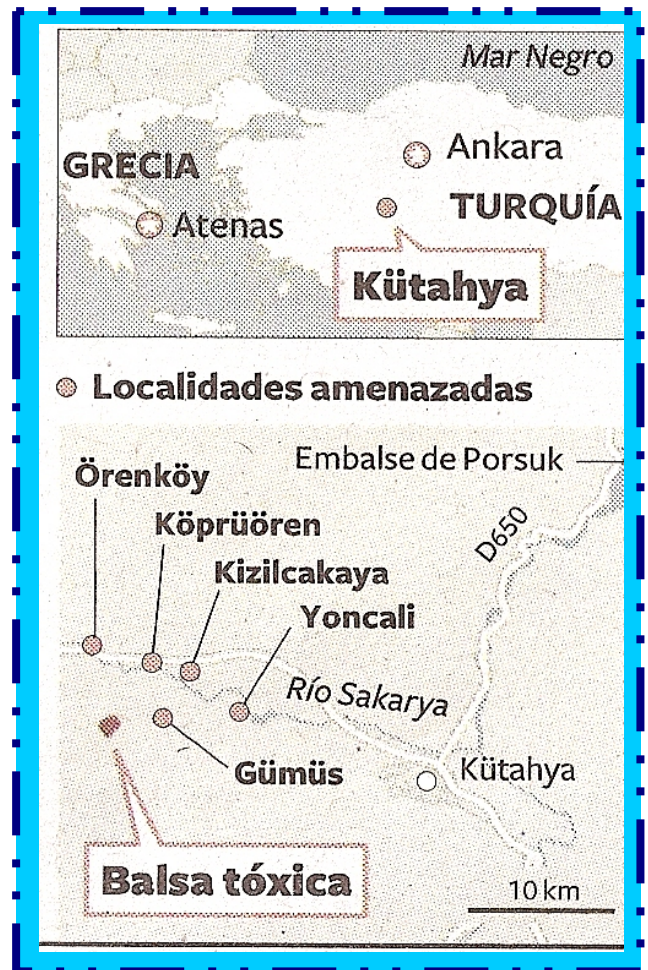 Mar Negro
Ankara
GRECIA
TURQUÍA
Atenas
Kütahya
Localidades amenazadas
Embalse de Porsuk
Örenköy
Köprüören
D650
Kizilcakaya
Yoncali
Río Sakarya
Gümüs
Kütahya
Balsa tóxica
10 km